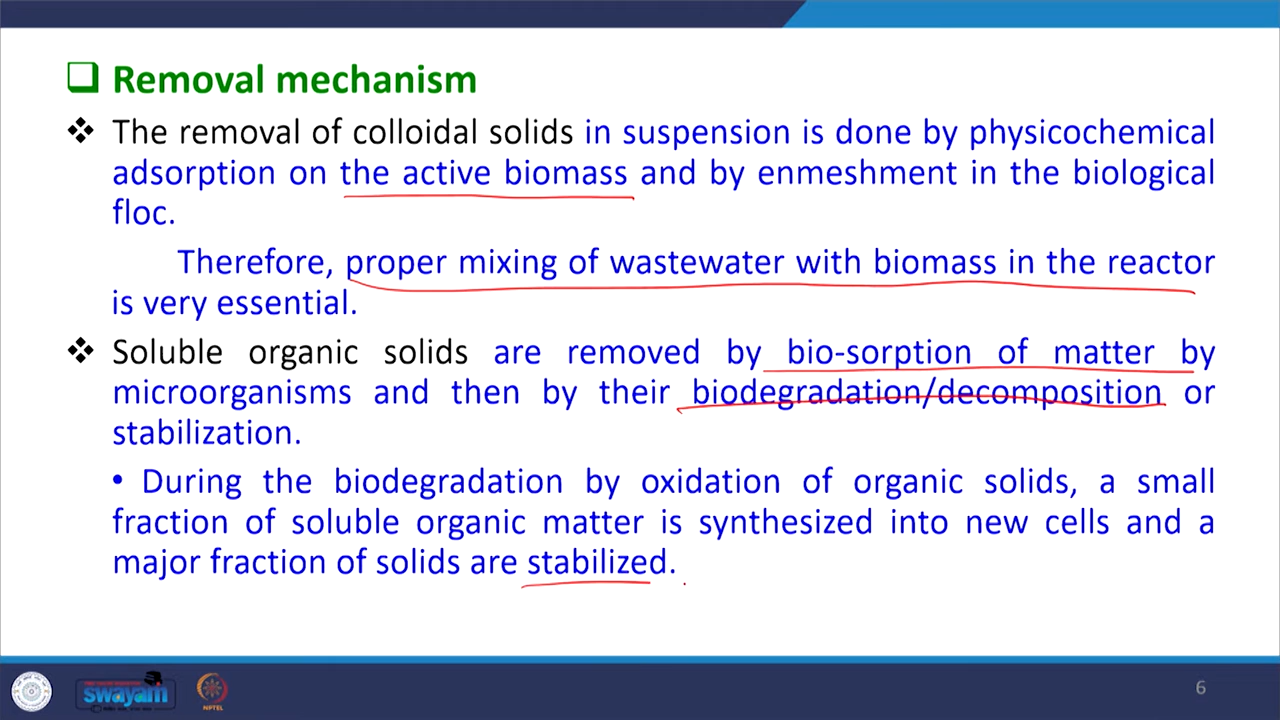 Removal mechanism
The removal of colloidal solids in suspension is done by physicochemical
adsorption on the active biomass and by enmeshment in the biological
floc.
Therefore, proper mixing of wastewater with biomass in the reactor
is very essential.
Soluble organic solids are removed by bio-sorption of matter by
microorganisms and then by their biodegradation/decomposition or
stabilization.
• During the biodegradation by oxidation of organic solids, a small
fraction of soluble organic matter is synthesized into new cells and a
major fraction of solids are stabilized.
swayam
NPTEL
6